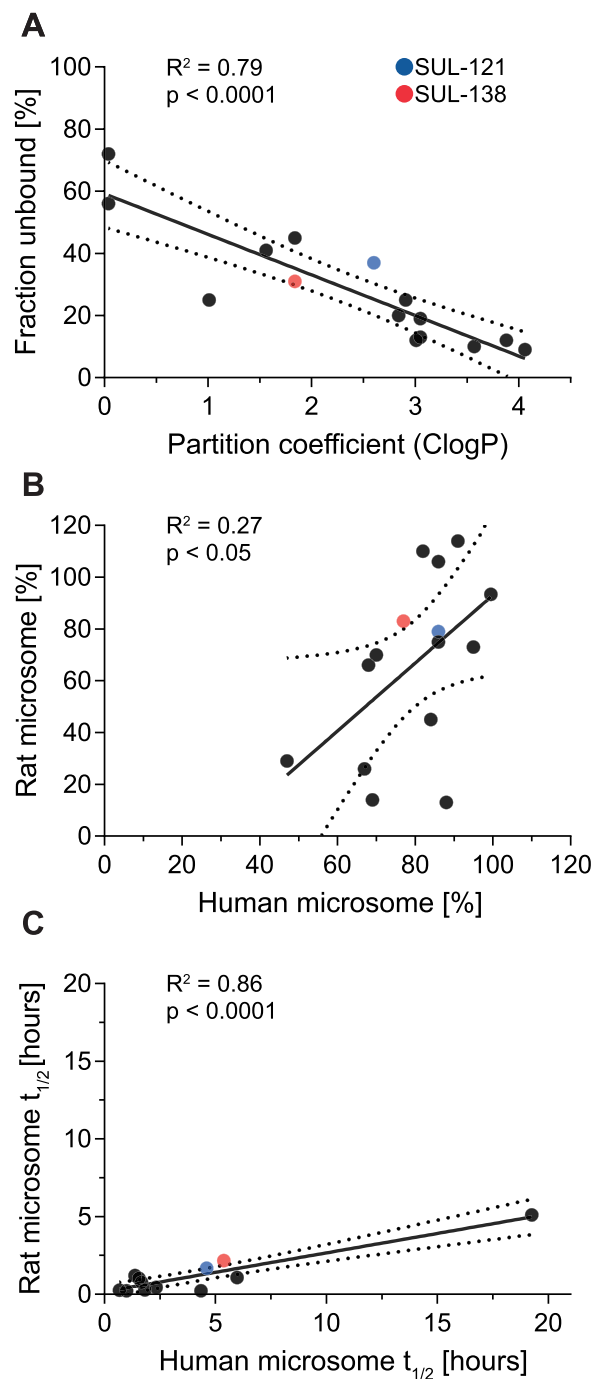 A
R² = 0.79
p < 0.0001
SUL-121
SUL-138
100
80
60
40
20
0
Fraction unbound [%]
0 1 2 3 4
Partition coefficient (ClogP)
B
R² = 0.27
p < 0.05
120
100
80
60
40
20
0
Rat microsome [%]
0 20 40 60 80 100 120
Human microsome [%]
C
R² = 0.86
p < 0.0001
20
15
10
5
0
Rat microsome t1/2 [hours]
0 5 10 15 20
Human microsome t1/2 [hours]